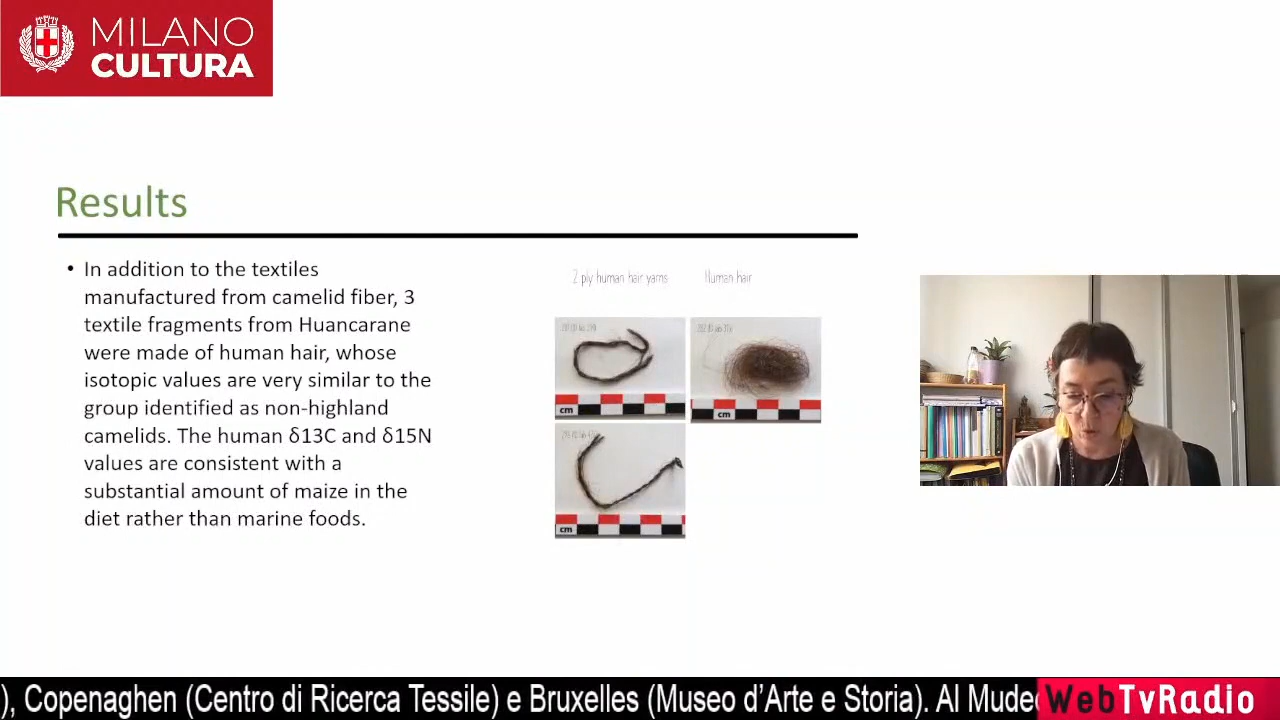 MILANO
CULTURA
Results
• In addition to the textiles
manufactured from camelid fiber, 3
textile fragments from Huancarane
were made of human hair, whose
isotopic values are very similar to the
group identified as non-highland
camelids. The human δ13C and δ15N
values are consistent with a
substantial amount of maize in the
diet rather than marine foods.
2 ply human hair yarns
Human hair
cm
cm
cm
), Copenaghen (Centro di Ricerca Tessile) e Bruxelles (Museo d'Arte e Storia). Al Mudec
WebTvRadio